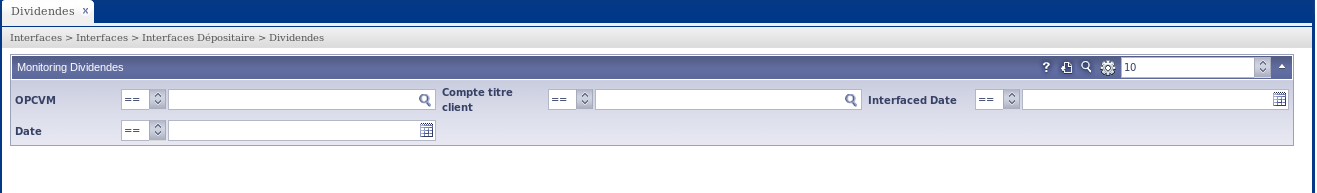 Dividendes x
Interfaces > Interfaces > Interfaces Dépositaire > Dividendes
Monitoring Dividendes ? 10
OPCVM == Compte titre client == Interfaced Date ==
Date ==